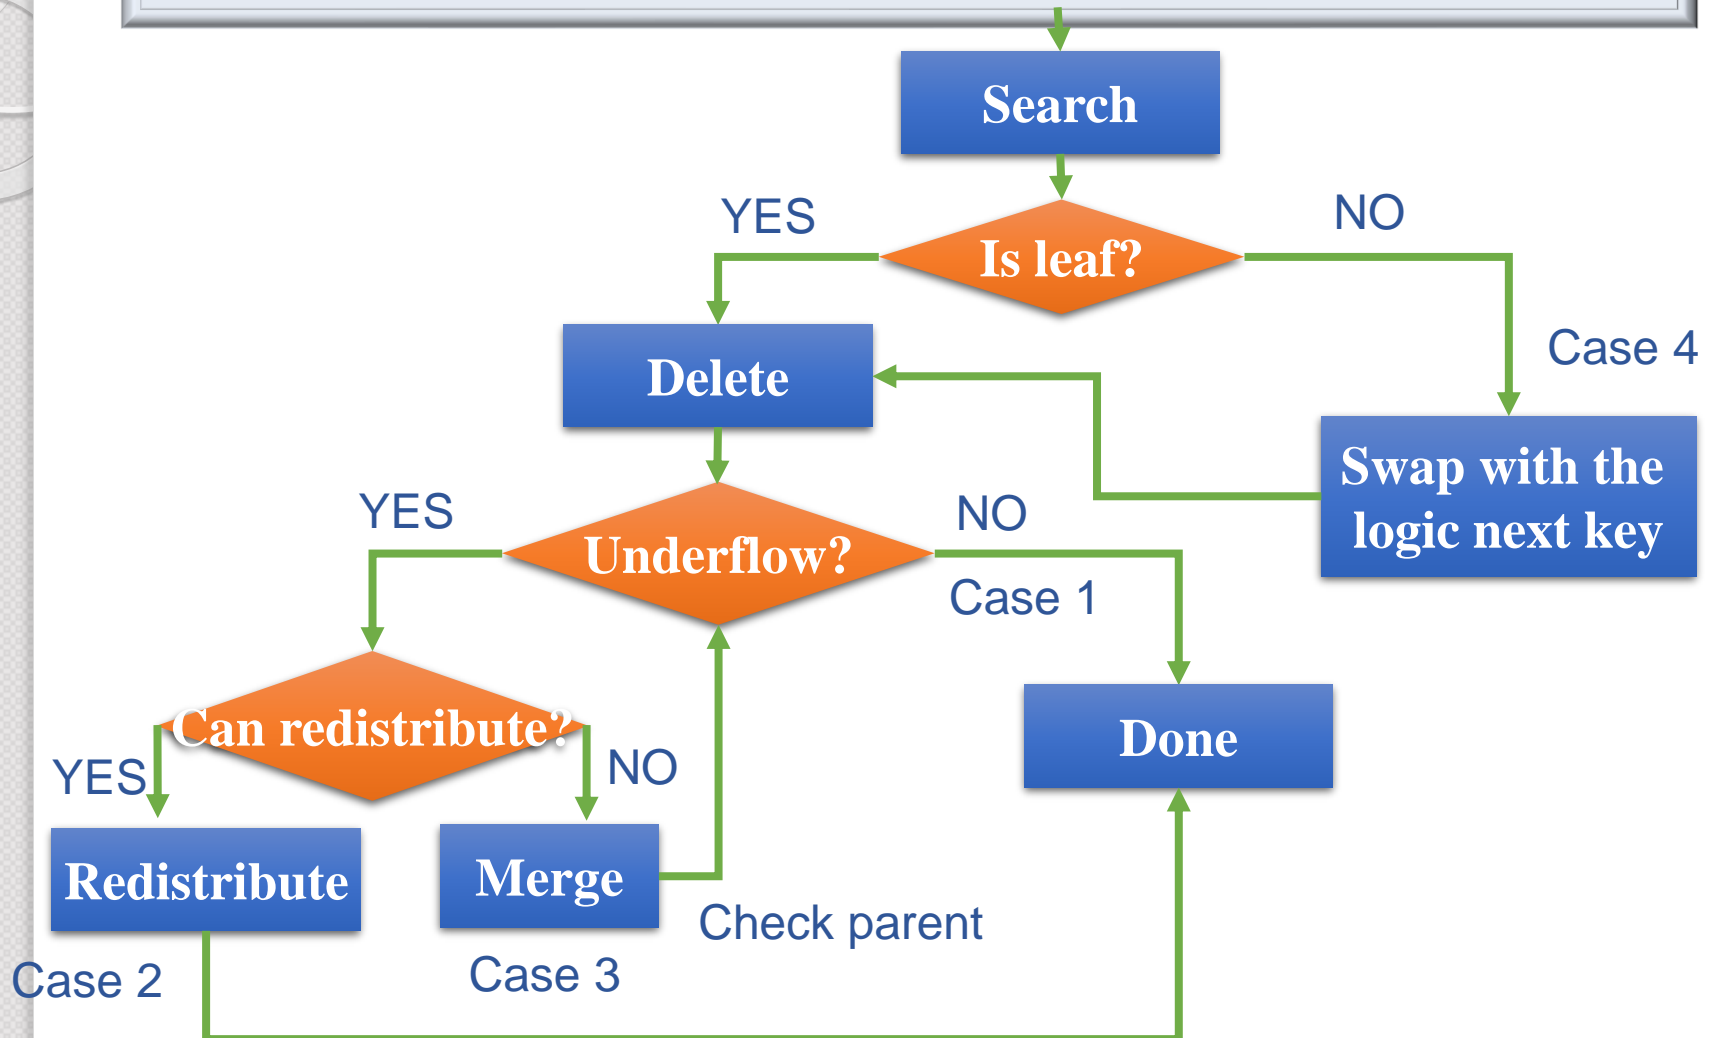 Search
YES
NO
Is leaf?
Case 4
Delete
Swap with the
logic next key
YES
NO
Underflow?
Case 1
Can redistribute?
YES
NO
Done
Redistribute
Merge
Check parent
Case 2
Case 3